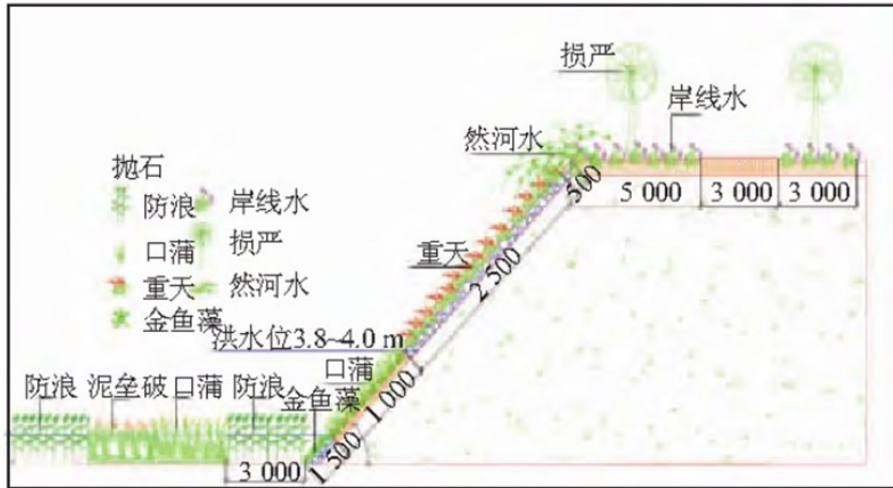 损严
岸线水
然河水
抛石
防浪
岸线水
口蒲
损严
重天
然河水
金鱼藻
500
5 000
3 000
3 000
重天
2 500
洪水位3.8~4.0 m
口蒲
防浪
泥垒破
口蒲
防浪
金鱼藻
1 000
3 000
1 500